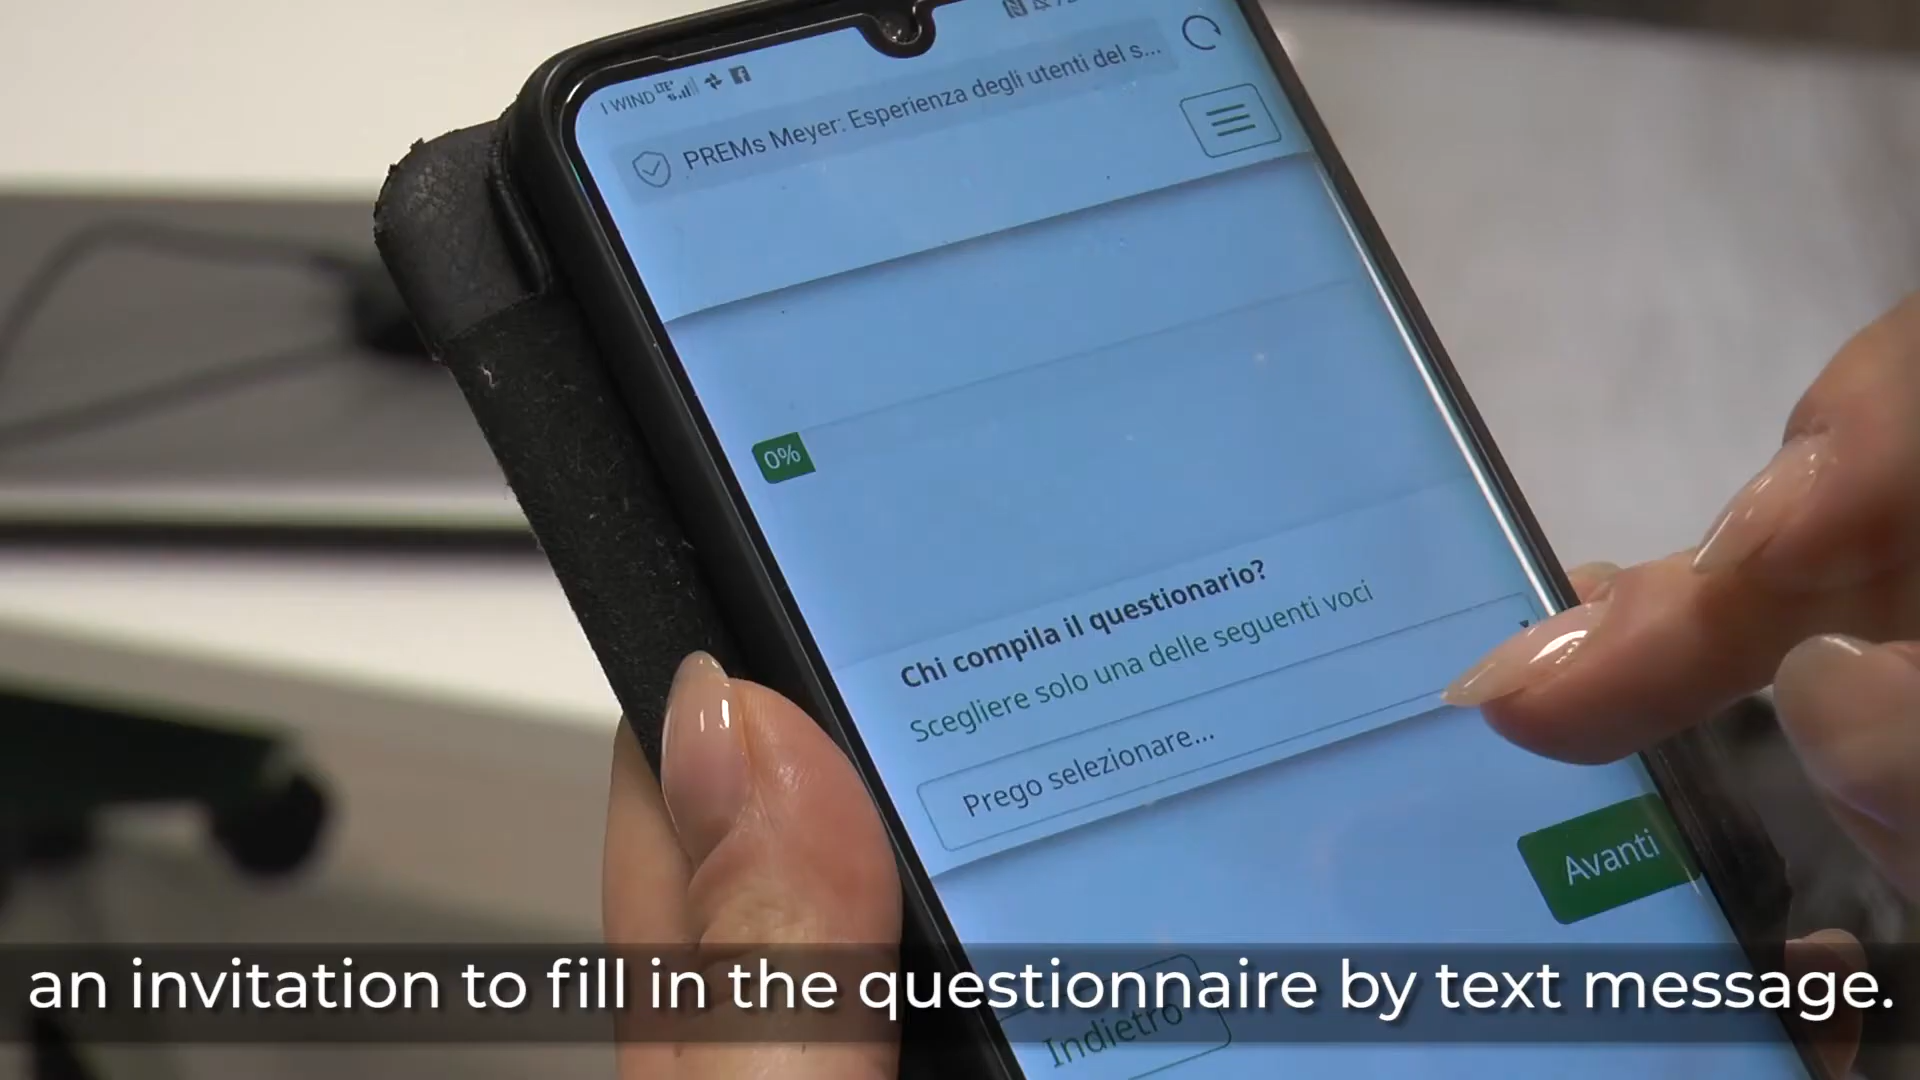 I WIND LTE+
PREMs Meyer: Esperienza degli utenti del s...
0%
Chi compila il questionario?
Scegliere solo una delle seguenti voci
Prego selezionare...
Avanti
an invitation to fill in the questionnaire by text message.
Indietro